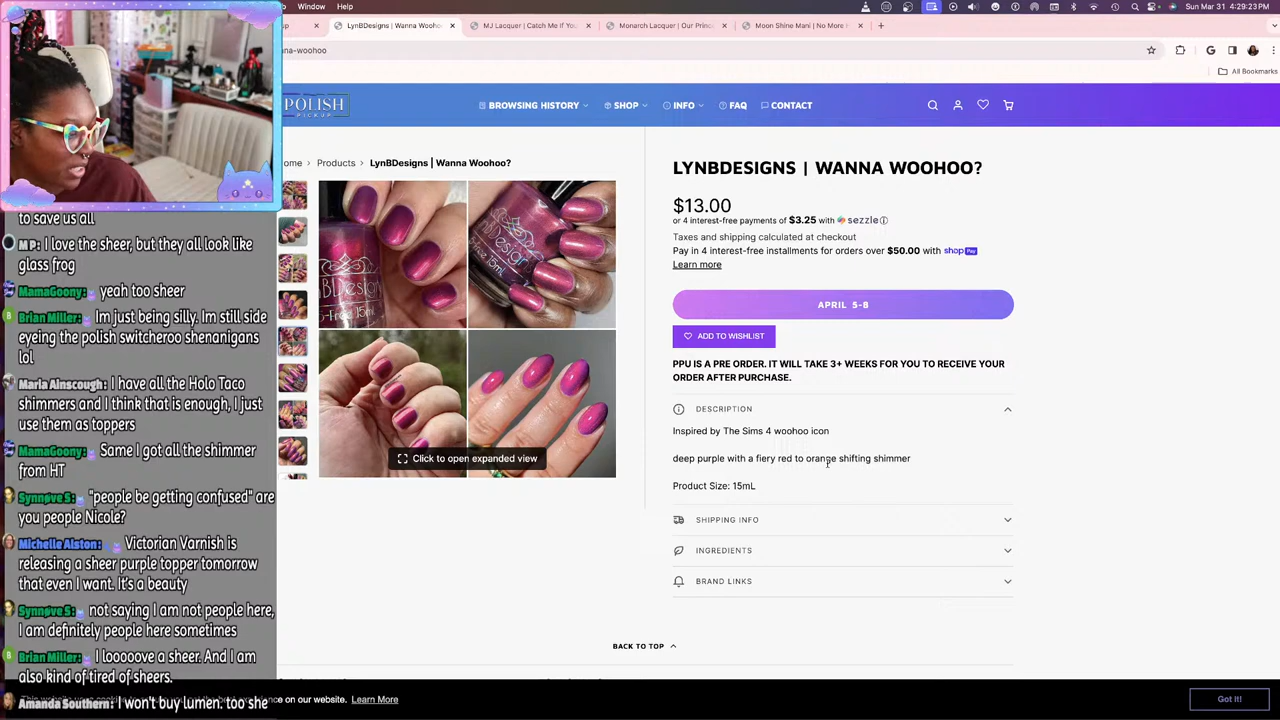 Window Help
Sun Mar 31 4:29:23 PM
LynBDesigns | Wanna Wooho
MJ Lacquer | Catch Me If You
Monarch Lacquer | Our Princ
Moon Shine Mani | No More
nna-woohoo
All Bookmarks
POLISH
PICKUP
BROWSING HISTORY
SHOP
INFO
FAQ
CONTACT
ome > Products > LynBDesigns | Wanna Woohoo?
Click to open expanded view
LYNBDESIGNS | WANNA WOOHOO?
$13.00
or 4 interest-free payments of $3.25 with sezzle
Taxes and shipping calculated at checkout
Pay in 4 interest-free installments for orders over $50.00 with shop Pay
Learn more
APRIL 5-8
ADD TO WISHLIST
PPU IS A PRE ORDER. IT WILL TAKE 3+ WEEKS FOR YOU TO RECEIVE YOUR
ORDER AFTER PURCHASE.
DESCRIPTION
Inspired by The Sims 4 woohoo icon
deep purple with a fiery red to orange shifting shimmer
Product Size: 15mL
SHIPPING INFO
INGREDIENTS
BRAND LINKS
BACK TO TOP
to save us all
M P: I love the sheer, but they all look like
glass frog
MamaGoony: yeah too sheer
Brian Miller: Im just being silly. Im still side
eyeing the polish switcheroo shenanigans
lol
Maria Ainscough: I have all the Holo Taco
shimmers and I think that is enough, I just
use them as toppers
MamaGoony: Same I got all the shimmer
from HT
Synnøve S: "people be getting confused" are
you people Nicole?
Michelle Alston: Victorian Varnish is
releasing a sheer purple topper tomorrow
that even I want. It's a beauty
Synnøve S: not saying I am not people here,
I am definitely people here sometimes
Brian Miller: I looooove a sheer. And I am
also kind of tired of sheers.
Amanda Southern: I won't buy lumen. too she
on our website. Learn More
Got it!